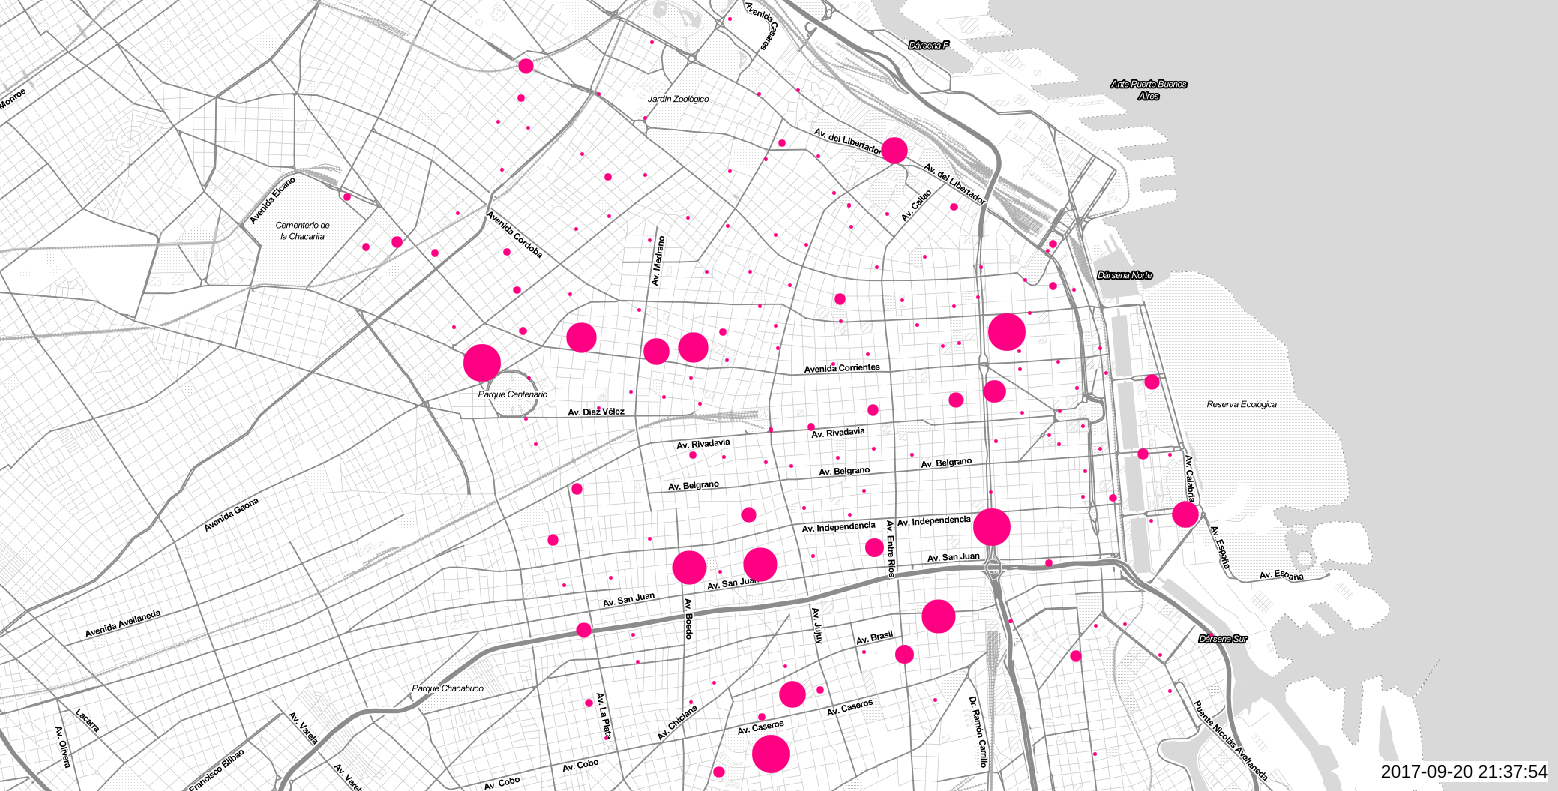 Avenida Casares
Dársena F
Ante Puerto Buenos
Aires
Monroe
Jardín Zoológico
Av. del Libertador
Av. del Libertador
Avenida Elcano
Av. Callao
Cementerio de
la Chacarita
Avenida Córdoba
Av. Medrano
Dársena Norte
Avenida Corrientes
Parque Centenario
Av. Díaz Vélez
Reserva Ecológica
Av. Rivadavia
Av. Rivadavia
Av. Belgrano
Av. Belgrano
Av. Belgrano
Av. Calabria
Avenida Gaona
Av. Independencia
Av. Independencia
Av. Entre Ríos
Av. España
Av. San Juan
Av. España
Av. San Juan
Av. San Juan
Avenida Avellaneda
Av. Boedo
Av. Jujuy
Av. Brasil
Dársena Sur
Parque Chacabuco
Av. La Plata
Av. Chiclana
Av. Caseros
Av. Caseros
Dr. Ramón Carrillo
Puente Nicolás Avellaneda
Lacarra
Av. Olivera
Av. Varela
Av. Varela
Francisco Bilbao
Av. Cobo
Av. Cobo
2017-09-20 21:37:54